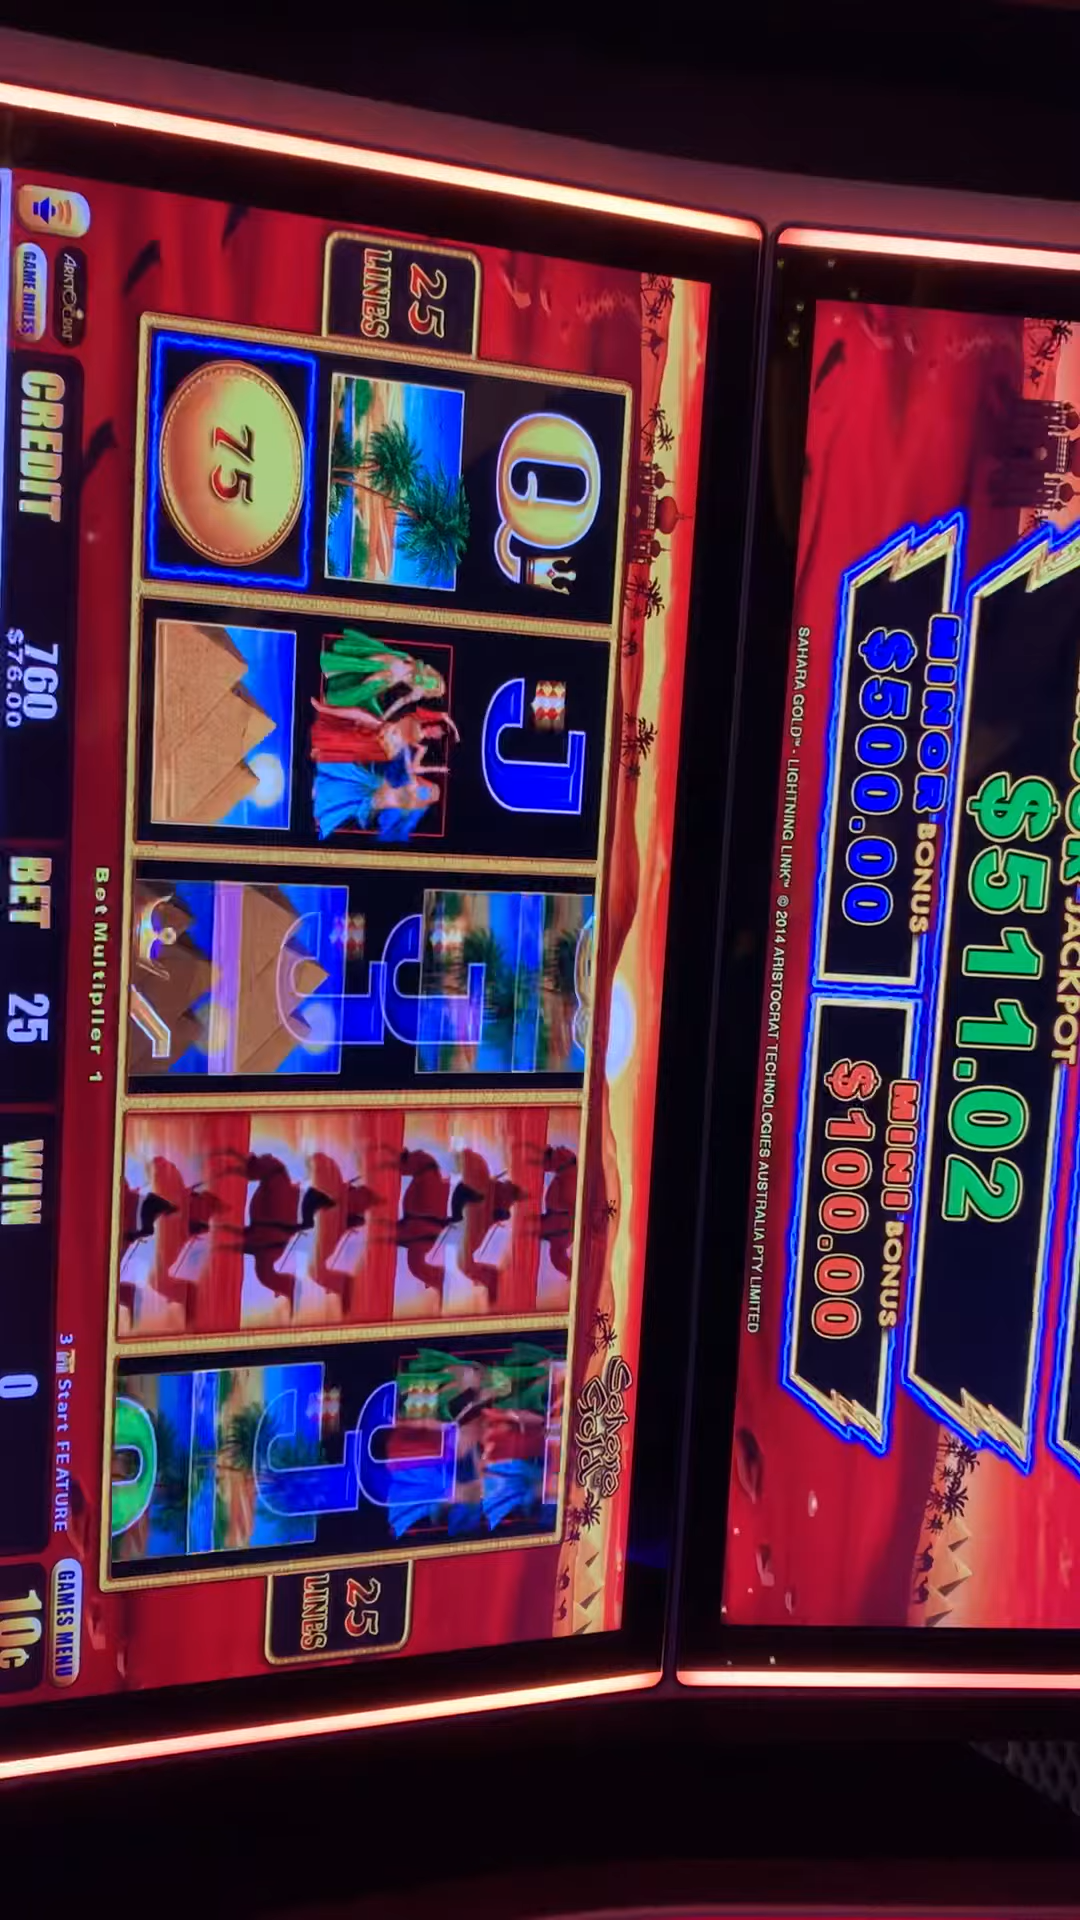 JACKPOT
$511.02
MINOR BONUS
$500.00
MINI BONUS
$100.00
SAHARA GOLD™ - LIGHTNING LINK™ © 2014 ARISTOCRAT TECHNOLOGIES AUSTRALIA PTY LIMITED
Sahara
Gold
25
LINES
25
LINES
Q
J
J
J
J
J
75
Bet Multiplier 1
3 Start FEATURE
ARISTOCRAT
GAME RULES
GAMES MENU
CREDIT
760
$76.00
BET 25
WIN 0
10¢